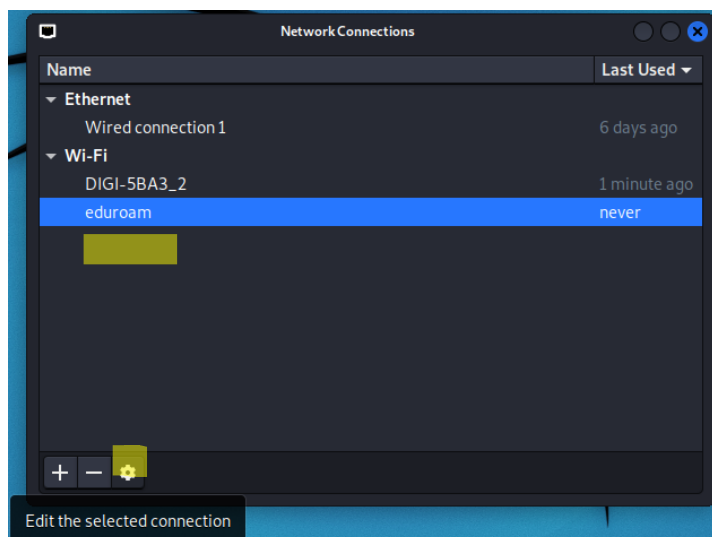 Network Connections
Name Last Used
Ethernet
Wired connection 1 6 days ago
Wi-Fi
DIGI-5BA3_2 1 minute ago
eduroam never
Edit the selected connection